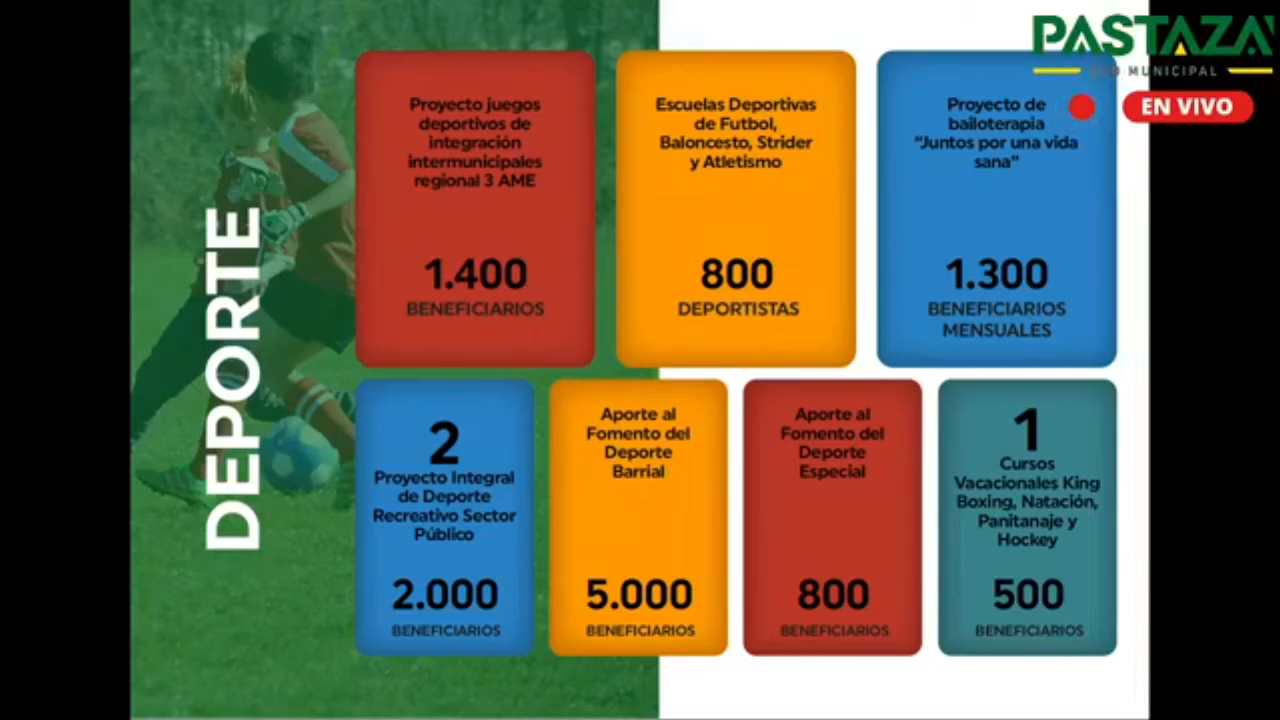 PASTAZA
MUNICIPAL
EN VIVO
DEPORTE
Proyecto juegos
deportivos de
integración
intermunicipales
regional 3 AME
1.400
BENEFICIARIOS
Escuelas Deportivas
de Futbol,
Baloncesto, Strider
y Atletismo
800
DEPORTISTAS
Proyecto de
bailoterapia
“Juntos por una vida
sana”
1.300
BENEFICIARIOS
MENSUALES
2
Proyecto Integral
de Deporte
Recreativo Sector
Público
2.000
BENEFICIARIOS
Aporte al
Fomento del
Deporte
Barrial
5.000
BENEFICIARIOS
Aporte al
Fomento del
Deporte
Especial
800
BENEFICIARIOS
1
Cursos
Vacacionales King
Boxing, Natación,
Panitanaje y
Hockey
500
BENEFICIARIOS